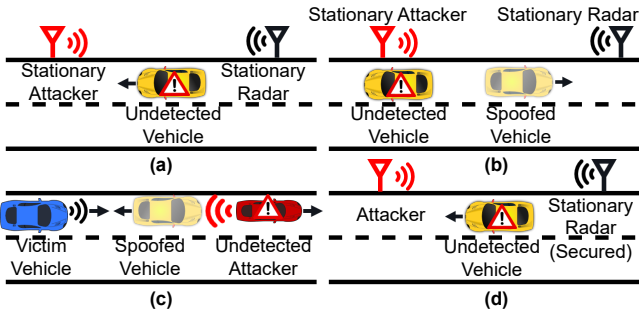 Stationary
Attacker
Stationary
Radar
Undetected
Vehicle
(a)
Stationary Attacker
Stationary Radar
Undetected
Vehicle
Spoofed
Vehicle
(b)
Victim
Vehicle
Spoofed
Vehicle
Undetected
Attacker
(c)
Attacker
Stationary
Radar
(Secured)
Undetected
Vehicle
(d)